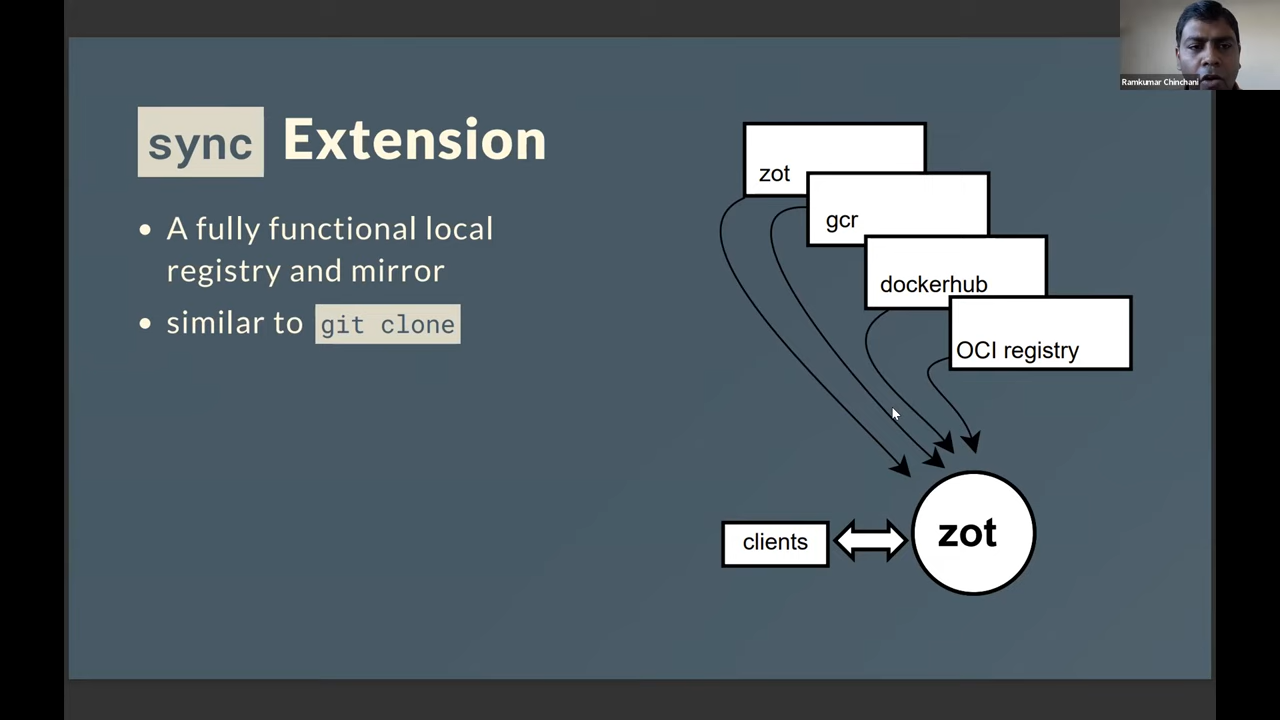 Ramkumar Chinchani
sync Extension
• A fully functional local
registry and mirror
• similar to git clone
zot
gcr
dockerhub
OCI registry
clients
zot